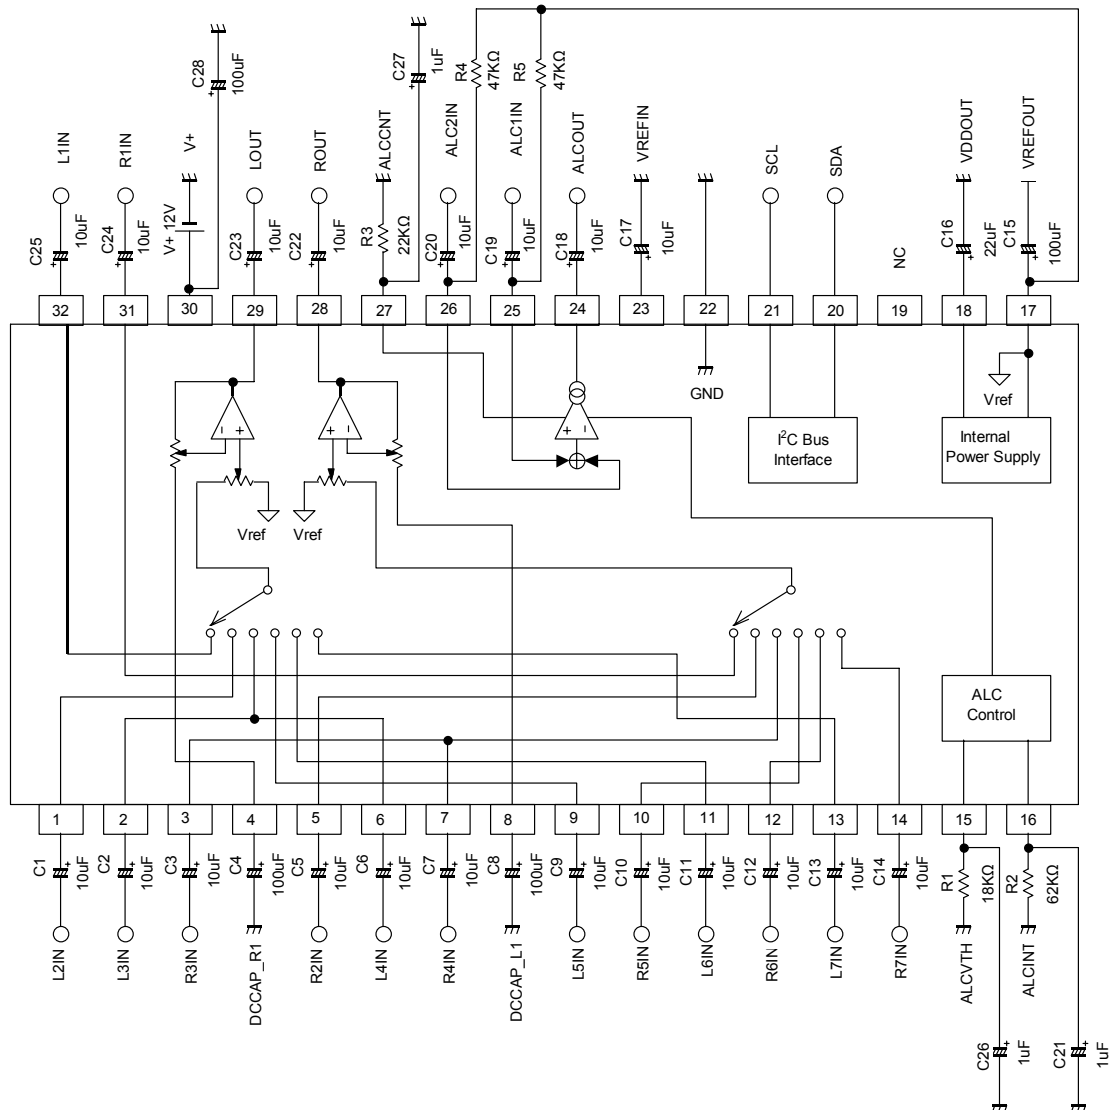 C28
100uF
C27
1uF
R4
47KΩ
R5
47KΩ
L1IN
R1IN
V+
LOUT
ROUT
ALCCNT
ALC2IN
ALC1IN
ALCOUT
VREFIN
SCL
SDA
VDDOUT
VREFOUT
C25
10uF
C24
10uF
V+ 12V
C23
10uF
C22
10uF
R3
22KΩ
C20
10uF
C19
10uF
C18
10uF
C17
10uF
NC
C16
22uF
C15
100uF
32
31
30
29
28
27
26
25
24
23
22
21
20
19
18
17
GND
Vref
I²C Bus
Interface
Internal
Power Supply
Vref
Vref
ALC
Control
1
2
3
4
5
6
7
8
9
10
11
12
13
14
15
16
C1
10uF
C2
10uF
C3
10uF
C4
100uF
C5
10uF
C6
10uF
C7
10uF
C8
100uF
C9
10uF
C10
10uF
C11
10uF
C12
10uF
C13
10uF
C14
10uF
R1
18KΩ
R2
62KΩ
L2IN
L3IN
R3IN
DCCAP_R1
R2IN
L4IN
R4IN
DCCAP_L1
L5IN
R5IN
L6IN
R6IN
L7IN
R7IN
ALCVTH
ALCINT
C26
1uF
C21
1uF